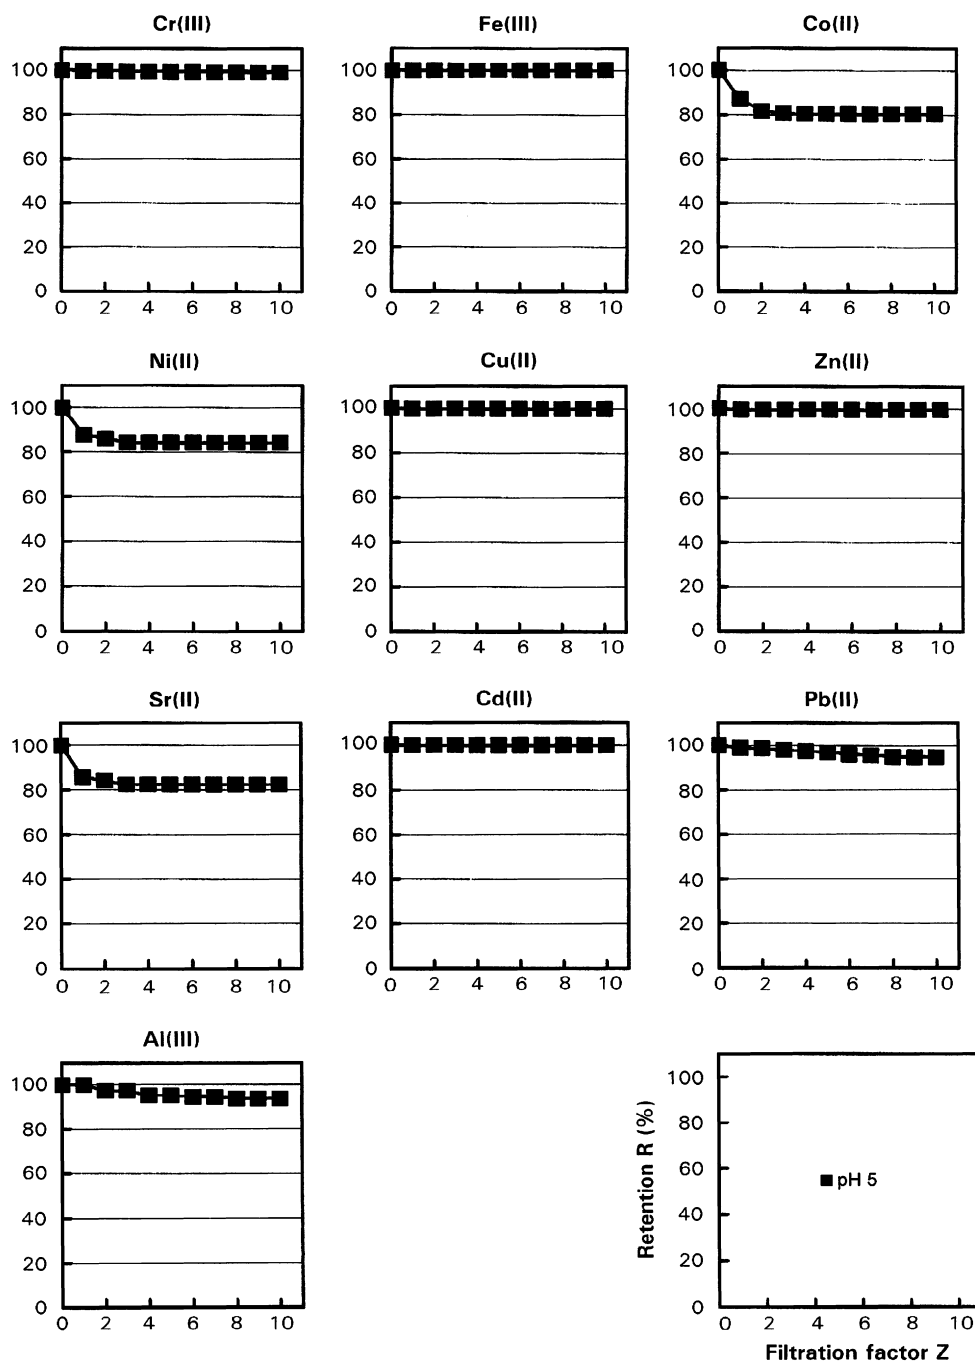 Cr(III) Fe(III) Co(II)
100 100 100
80 80 80
60 60 60
40 40 40
20 20 20
0 0 0
0 2 4 6 8 10 0 2 4 6 8 10 0 2 4 6 8 10
Ni(II) Cu(II) Zn(II)
100 100 100
80 80 80
60 60 60
40 40 40
20 20 20
0 0 0
0 2 4 6 8 10 0 2 4 6 8 10 0 2 4 6 8 10
Sr(II) Cd(II) Pb(II)
100 100 100
80 80 80
60 60 60
40 40 40
20 20 20
0 0 0
0 2 4 6 8 10 0 2 4 6 8 10 0 2 4 6 8 10
Al(III)
100
80
60
40
20
0
0 2 4 6 8 10
Retention R (%)
100
80
60
40
20
0
pH 5
0 2 4 6 8 10
Filtration factor Z